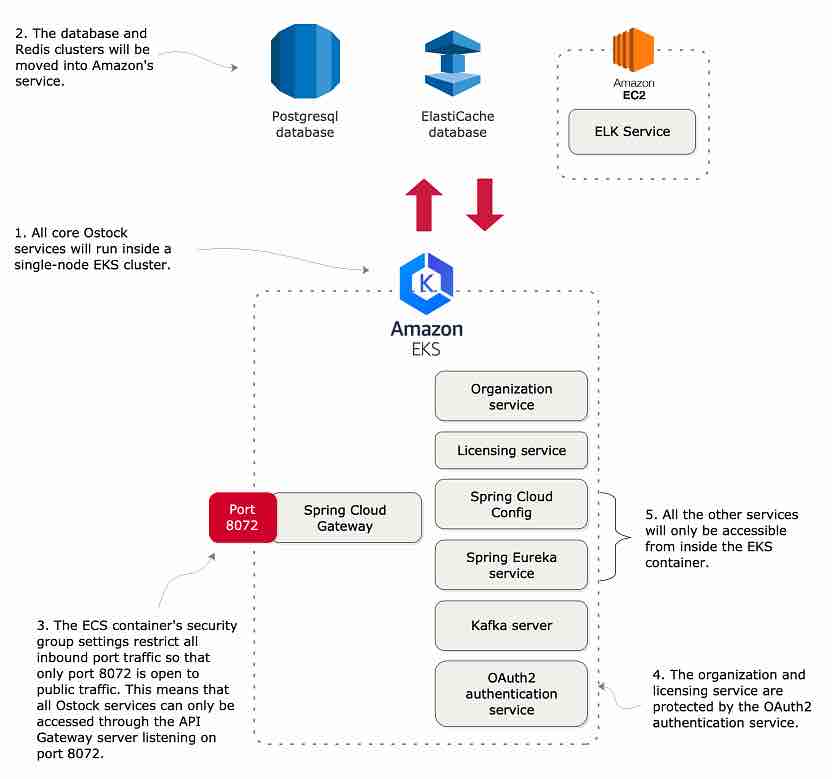 2. The database and
Redis clusters will be
moved into Amazon's
service.
Postgresql
database
ElastiCache
database
Amazon
EC2
ELK Service
1. All core Ostock
services will run inside a
single-node EKS cluster.
K
Amazon
EKS
Organization
service
Licensing service
Port
8072
Spring Cloud
Gateway
Spring Cloud
Config
Spring Eureka
service
Kafka server
OAuth2
authentication
service
5. All the other services
will only be accessible
from inside the EKS
container.
3. The ECS container's security
group settings restrict all
inbound port traffic so that
only port 8072 is open to
public traffic. This means that
all Ostock services can only be
accessed through the API
Gateway server listening on
port 8072.
4. The organization and
licensing service are
protected by the OAuth2
authentication service.